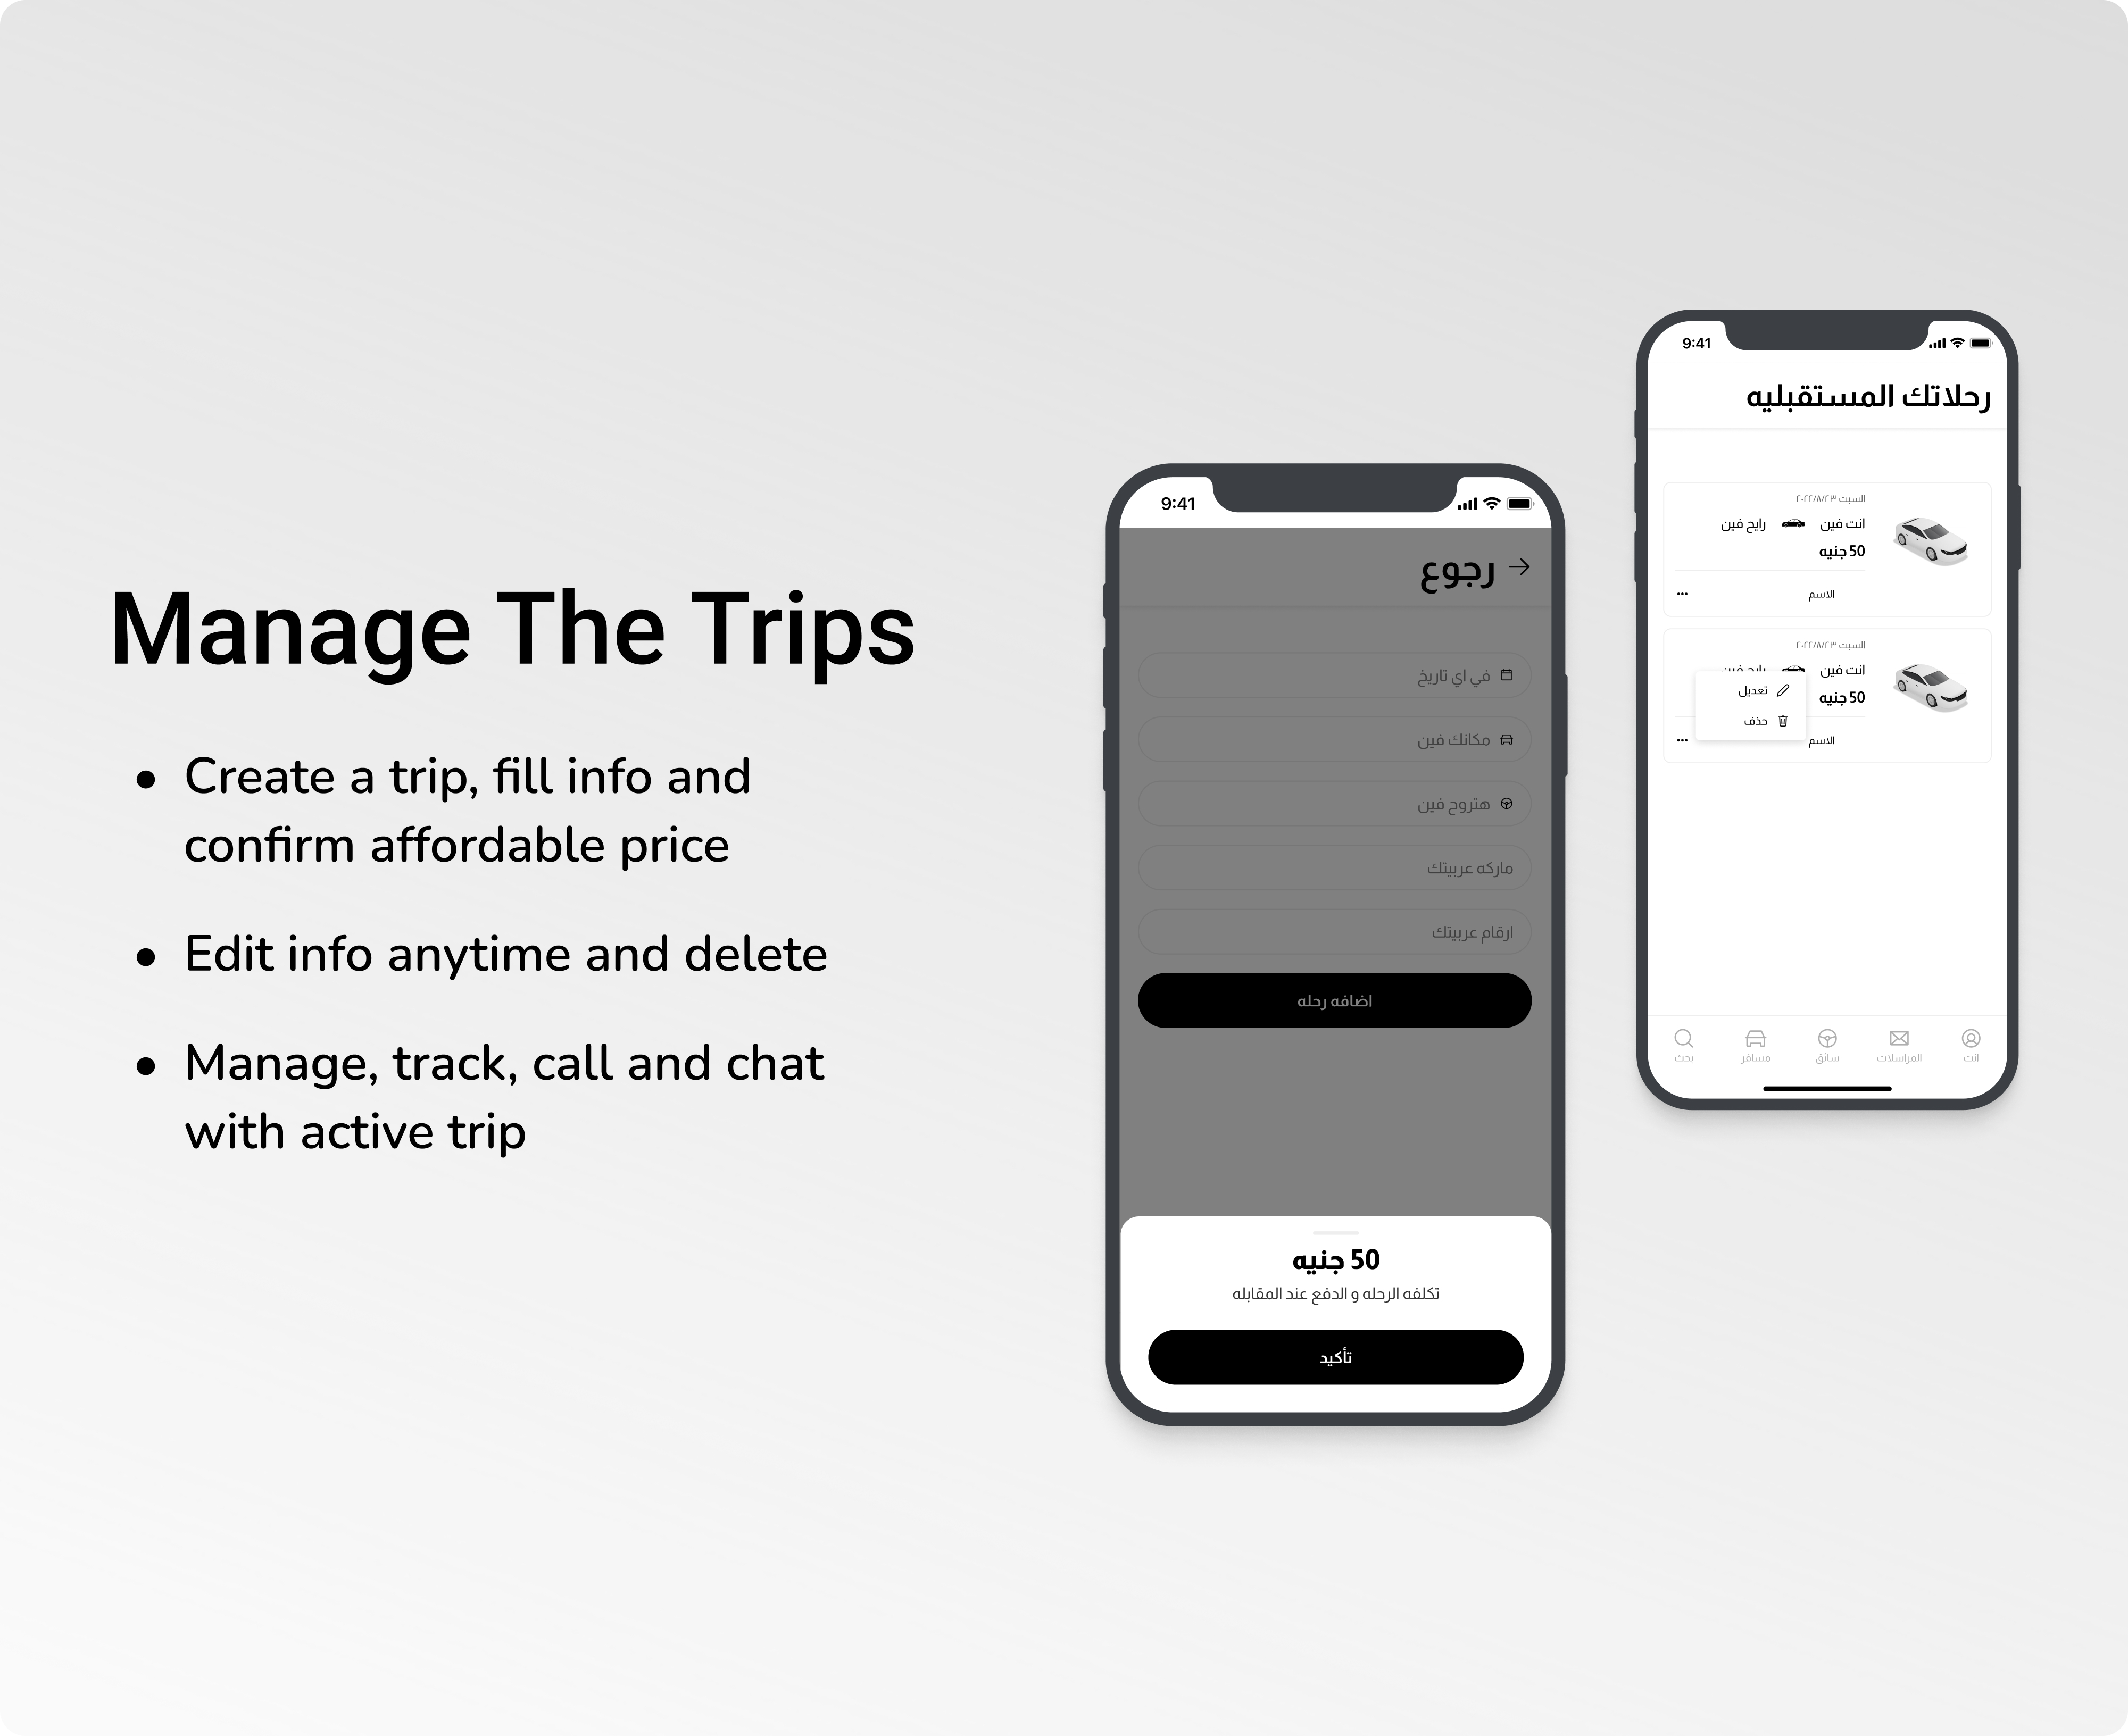 Manage The Trips
Create a trip, fill info and
confirm affordable price
Edit info anytime and delete
Manage, track, call and chat
with active trip
9:41
رجوع
في اي تاريخ
مكانك فين
هتروح فين
ماركه عربيتك
ارقام عربيتك
اضافه رحله
50 جنيه
تكلفه الرحله و الدفع عند المقابله
تأكيد
9:41
رحلاتك المستقبليه
السبت ٢٠٢٢/٨/٢٣
انت فين رايح فين
50 جنيه
الاسم
السبت ٢٠٢٢/٨/٢٣
انت فين رايح فين
50 جنيه
تعديل
حذف
الاسم
انت المراسلات سائق مسافر بحث